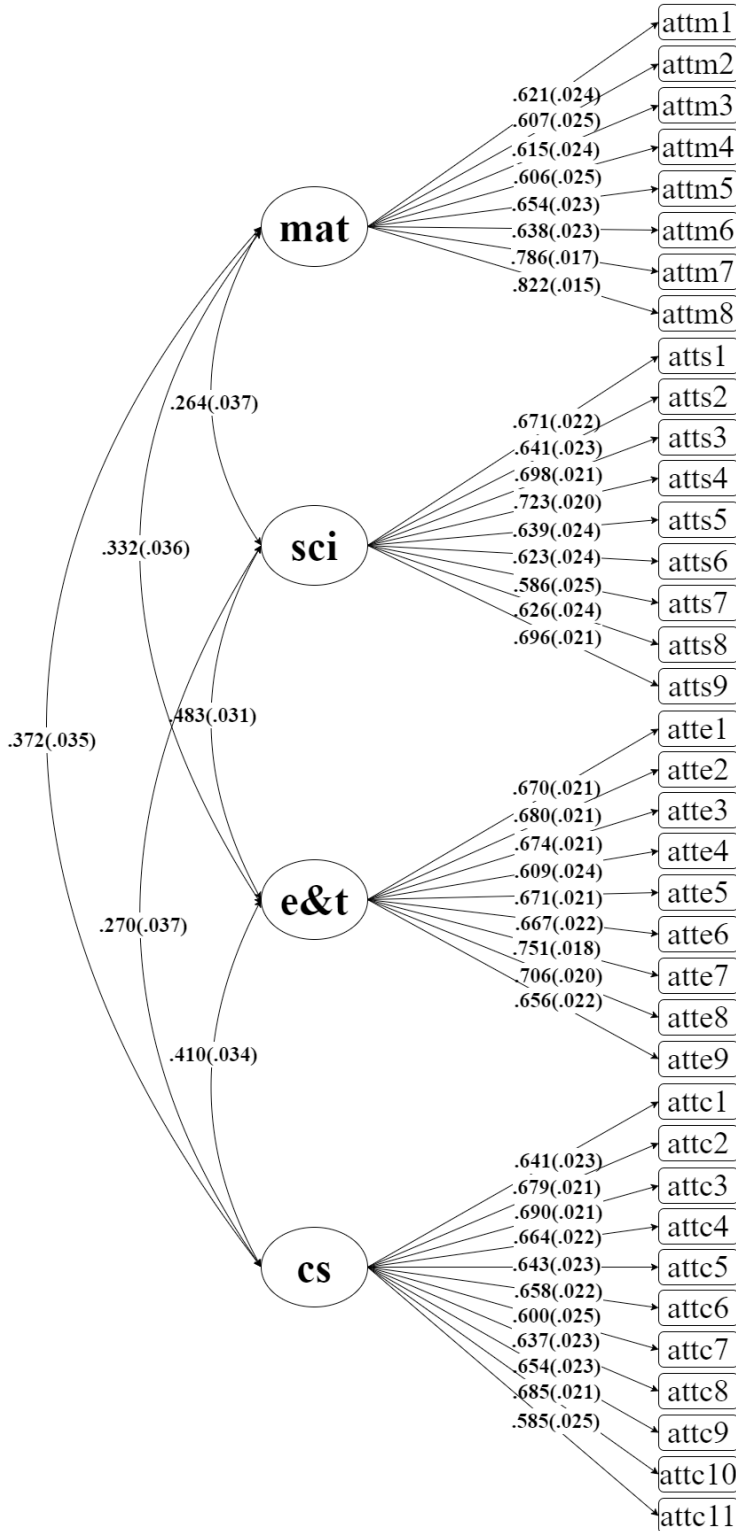 attm1
attm2
attm3
attm4
attm5
attm6
attm7
attm8
.621(.024)
.607(.025)
.615(.024)
.606(.025)
.654(.023)
.638(.023)
.786(.017)
.822(.015)
mat
atts1
atts2
atts3
atts4
atts5
atts6
atts7
atts8
atts9
.671(.022)
.641(.023)
.698(.021)
.723(.020)
.639(.024)
.623(.024)
.586(.025)
.626(.024)
.696(.021)
sci
.264(.037)
.332(.036)
.483(.031)
.372(.035)
.270(.037)
.410(.034)
atte1
atte2
atte3
atte4
atte5
atte6
atte7
atte8
atte9
.670(.021)
.680(.021)
.674(.021)
.609(.024)
.671(.021)
.667(.022)
.751(.018)
.706(.020)
.656(.022)
e&t
attc1
attc2
attc3
attc4
attc5
attc6
attc7
attc8
attc9
attc10
attc11
.641(.023)
.679(.021)
.690(.021)
.664(.022)
.643(.023)
.658(.022)
.600(.025)
.637(.023)
.654(.023)
.685(.021)
.585(.025)
cs